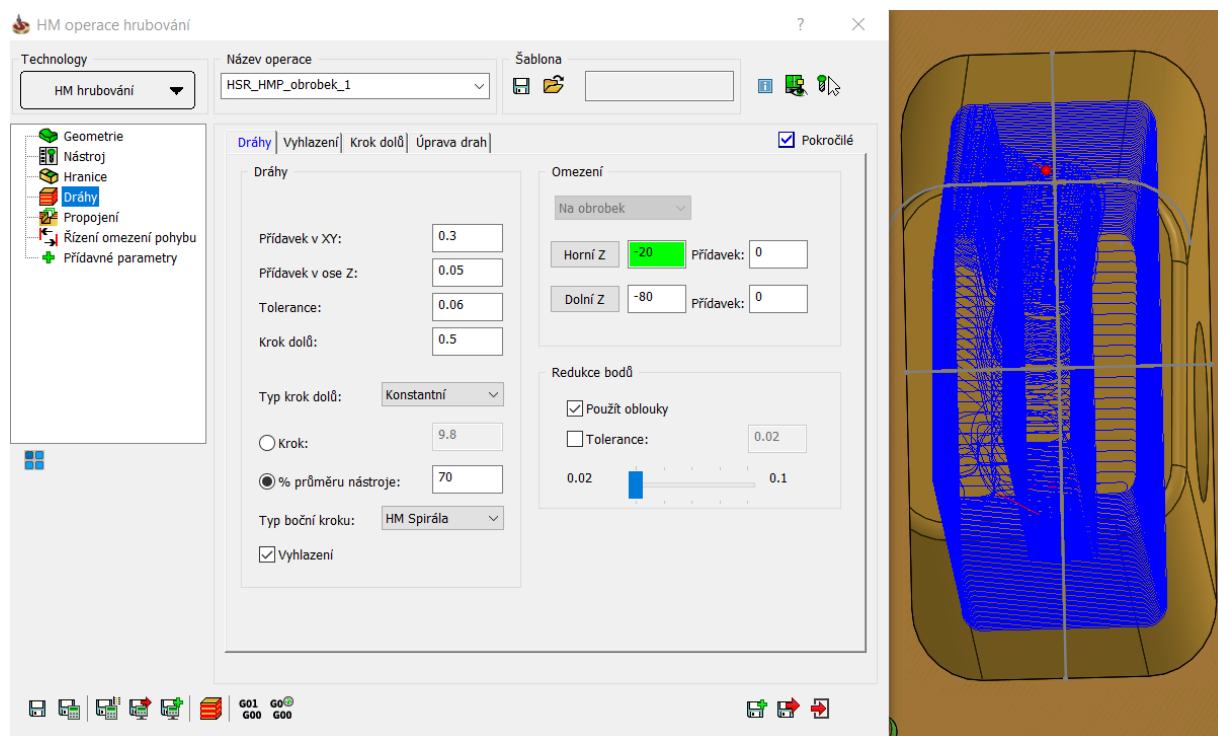 HM operace hrubování
?
Technology
HM hrubování
Název operace
HSR_HMP_obrobek_1
Šablona
Geometrie
Nástroj
Hranice
Dráhy
Propojení
Řízení omezení pohybu
Přídavné parametry
Dráhy Vyhlazení Krok dolů Úprava drah
Pokročilé
Dráhy
Přídavek v XY: 0.3
Přídavek v ose Z: 0.05
Tolerance: 0.06
Krok dolů: 0.5
Typ krok dolů: Konstantní
Krok: 9.8
% průměru nástroje: 70
Typ boční kroku: HM Spirála
Vyhlazení
Omezení
Na obrobek
Horní Z -20 Přídavek: 0
Dolní Z -80 Přídavek: 0
Redukce bodů
Použít oblouky
Tolerance: 0.02
0.02 0.1
G01 G0
G00 G00